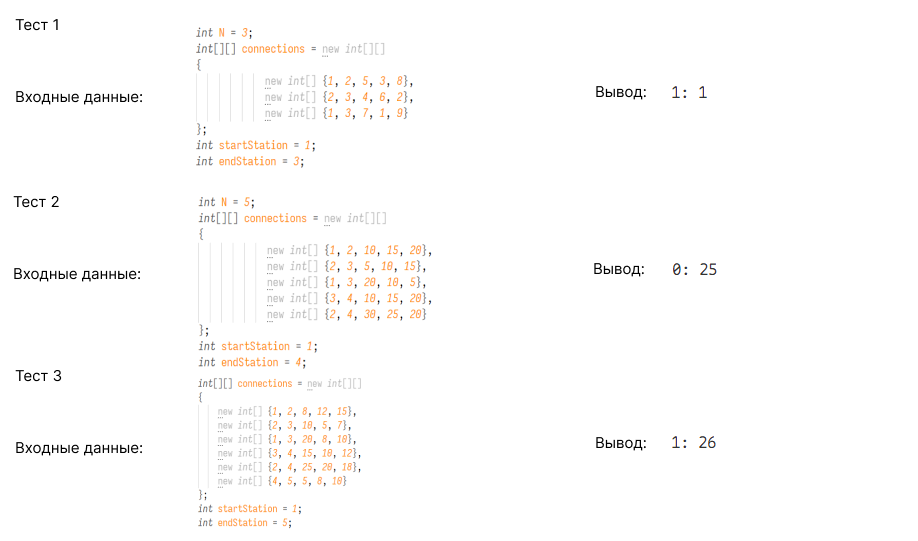 Тест 1
int N = 3;
int[][] connections = new int[][]
{
Входные данные:
new int[] {1, 2, 5, 3, 8},
new int[] {2, 3, 4, 6, 2},
new int[] {1, 3, 7, 1, 9}
};
int startStation = 1;
int endStation = 3;
Вывод: 1: 1
Тест 2
int N = 5;
int[][] connections = new int[][]
{
Входные данные:
new int[] {1, 2, 10, 15, 20},
new int[] {2, 3, 5, 10, 15},
new int[] {1, 3, 20, 10, 5},
new int[] {3, 4, 10, 15, 20},
new int[] {2, 4, 30, 25, 20}
};
int startStation = 1;
int endStation = 4;
Вывод: 0: 25
Тест 3
int[][] connections = new int[][]
{
Входные данные:
new int[] {1, 2, 8, 12, 15},
new int[] {2, 3, 10, 5, 7},
new int[] {1, 3, 20, 8, 10},
new int[] {3, 4, 15, 10, 12},
new int[] {2, 4, 25, 20, 18},
new int[] {4, 5, 5, 8, 10}
};
int startStation = 1;
int endStation = 5;
Вывод: 1: 26